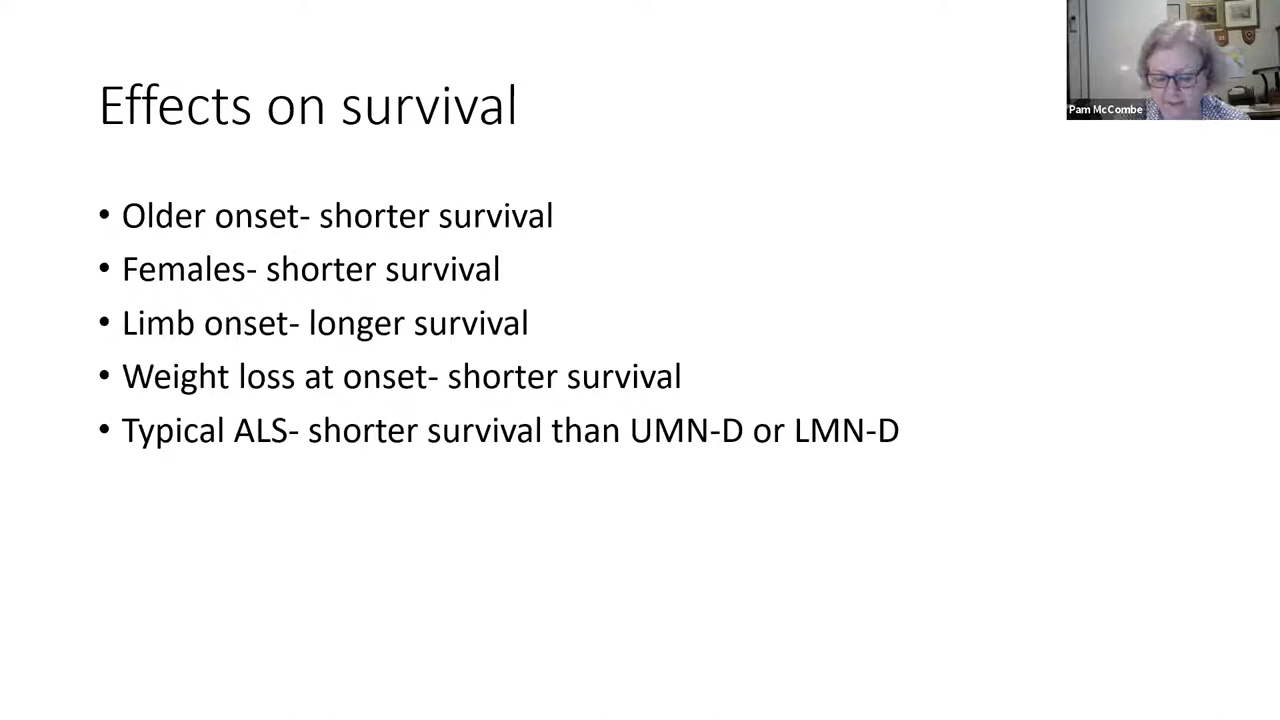 Effects on survival
Pam McCombe
• Older onset- shorter survival
• Females- shorter survival
• Limb onset- longer survival
• Weight loss at onset- shorter survival
• Typical ALS- shorter survival than UMN-D or LMN-D